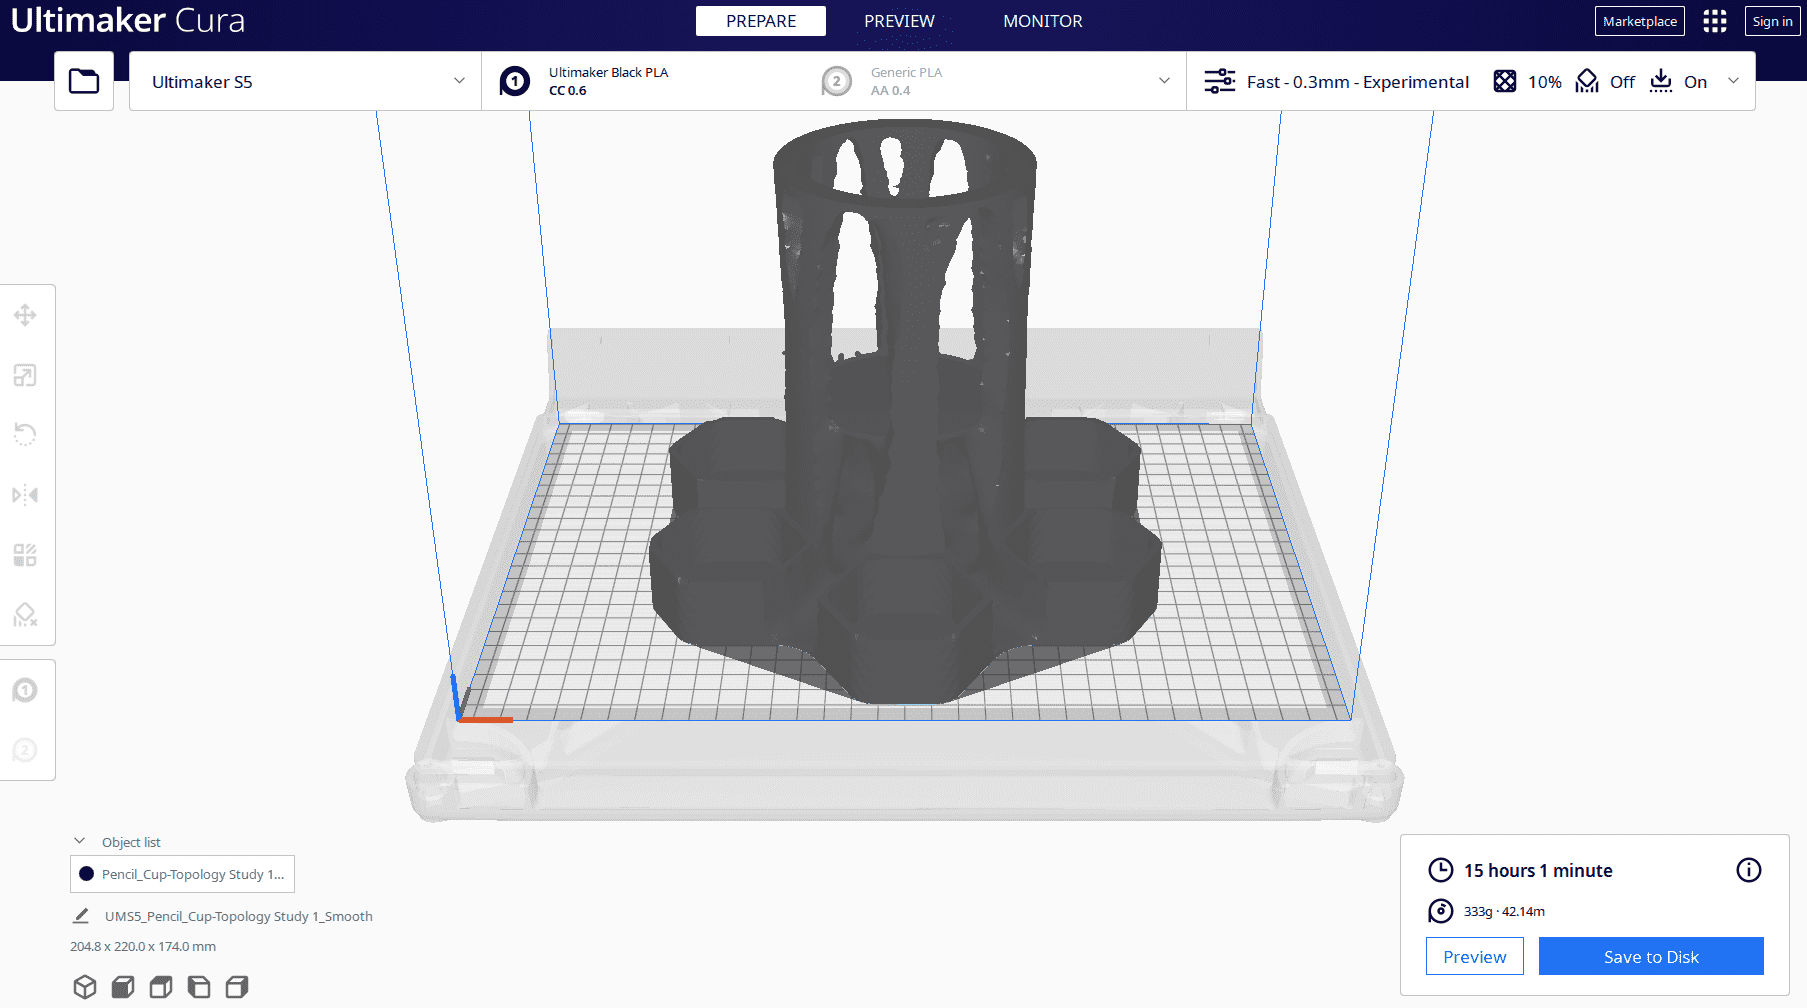 Ultimaker Cura
PREPARE
PREVIEW
MONITOR
Marketplace
Sign in
Ultimaker S5
1
Ultimaker Black PLA
CC 0.6
2
Generic PLA
AA 0.4
Fast - 0.3mm - Experimental
10%
Off
On
1
2
Object list
Pencil_Cup-Topology Study 1...
UMS5_Pencil_Cup-Topology Study 1_Smooth
204.8 x 220.0 x 174.0 mm
15 hours 1 minute
333g · 42.14m
Preview
Save to Disk